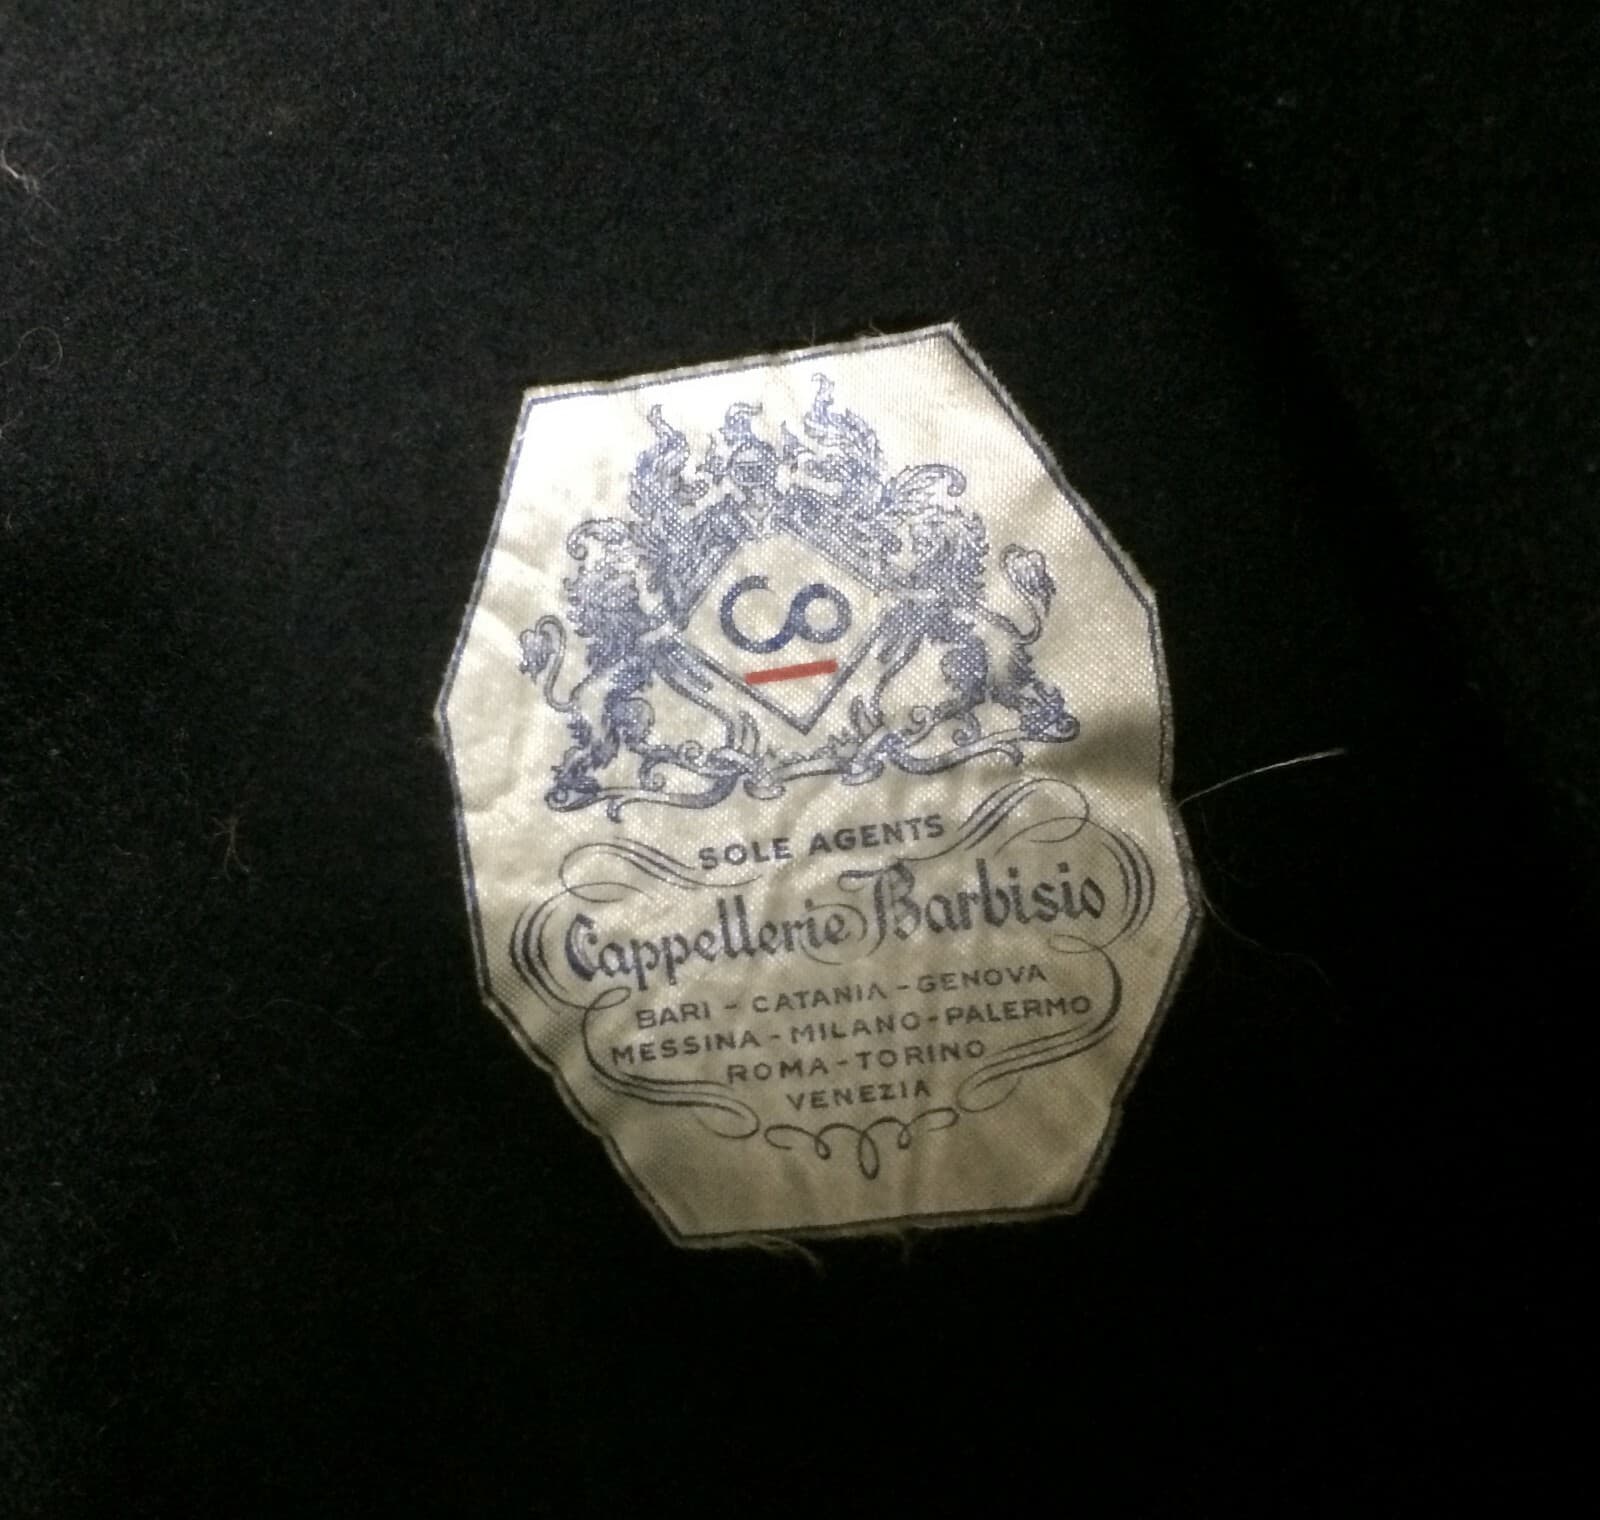 SOLE AGENTS
Cappellerie Barbisio
BARI - CATANIA - GENOVA
MESSINA - MILANO - PALERMO
ROMA - TORINO
VENEZIA